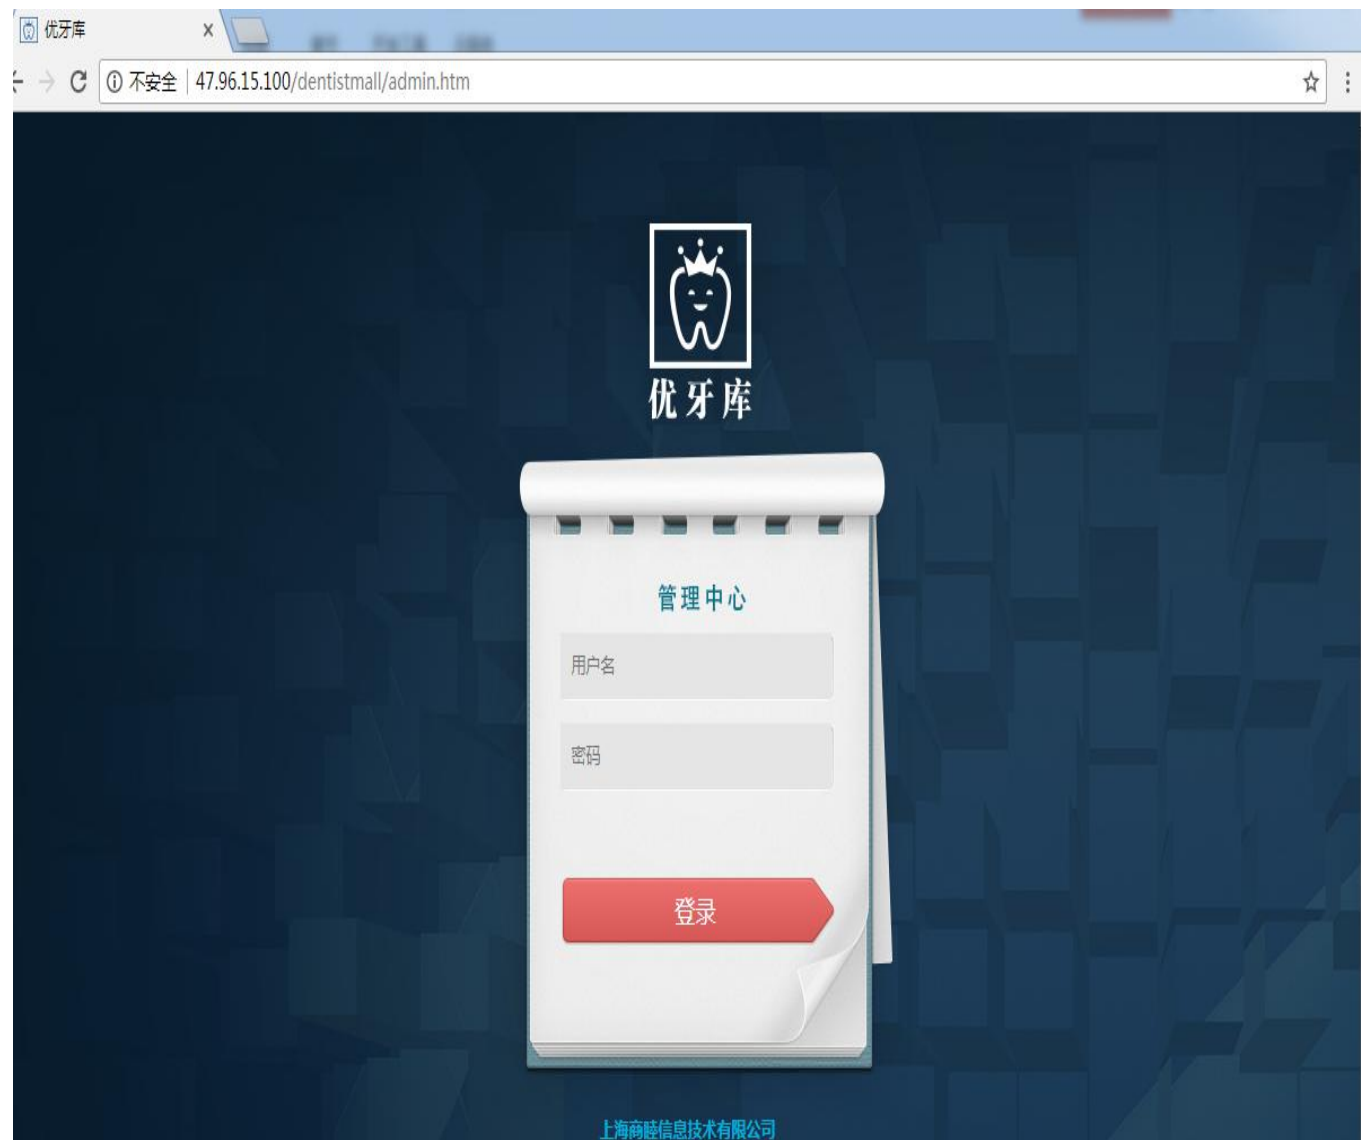 优牙库
不安全 | 47.96.15.100/dentistmall/admin.htm
优牙库
管理中心
用户名
密码
登录
上海商睦信息技术有限公司